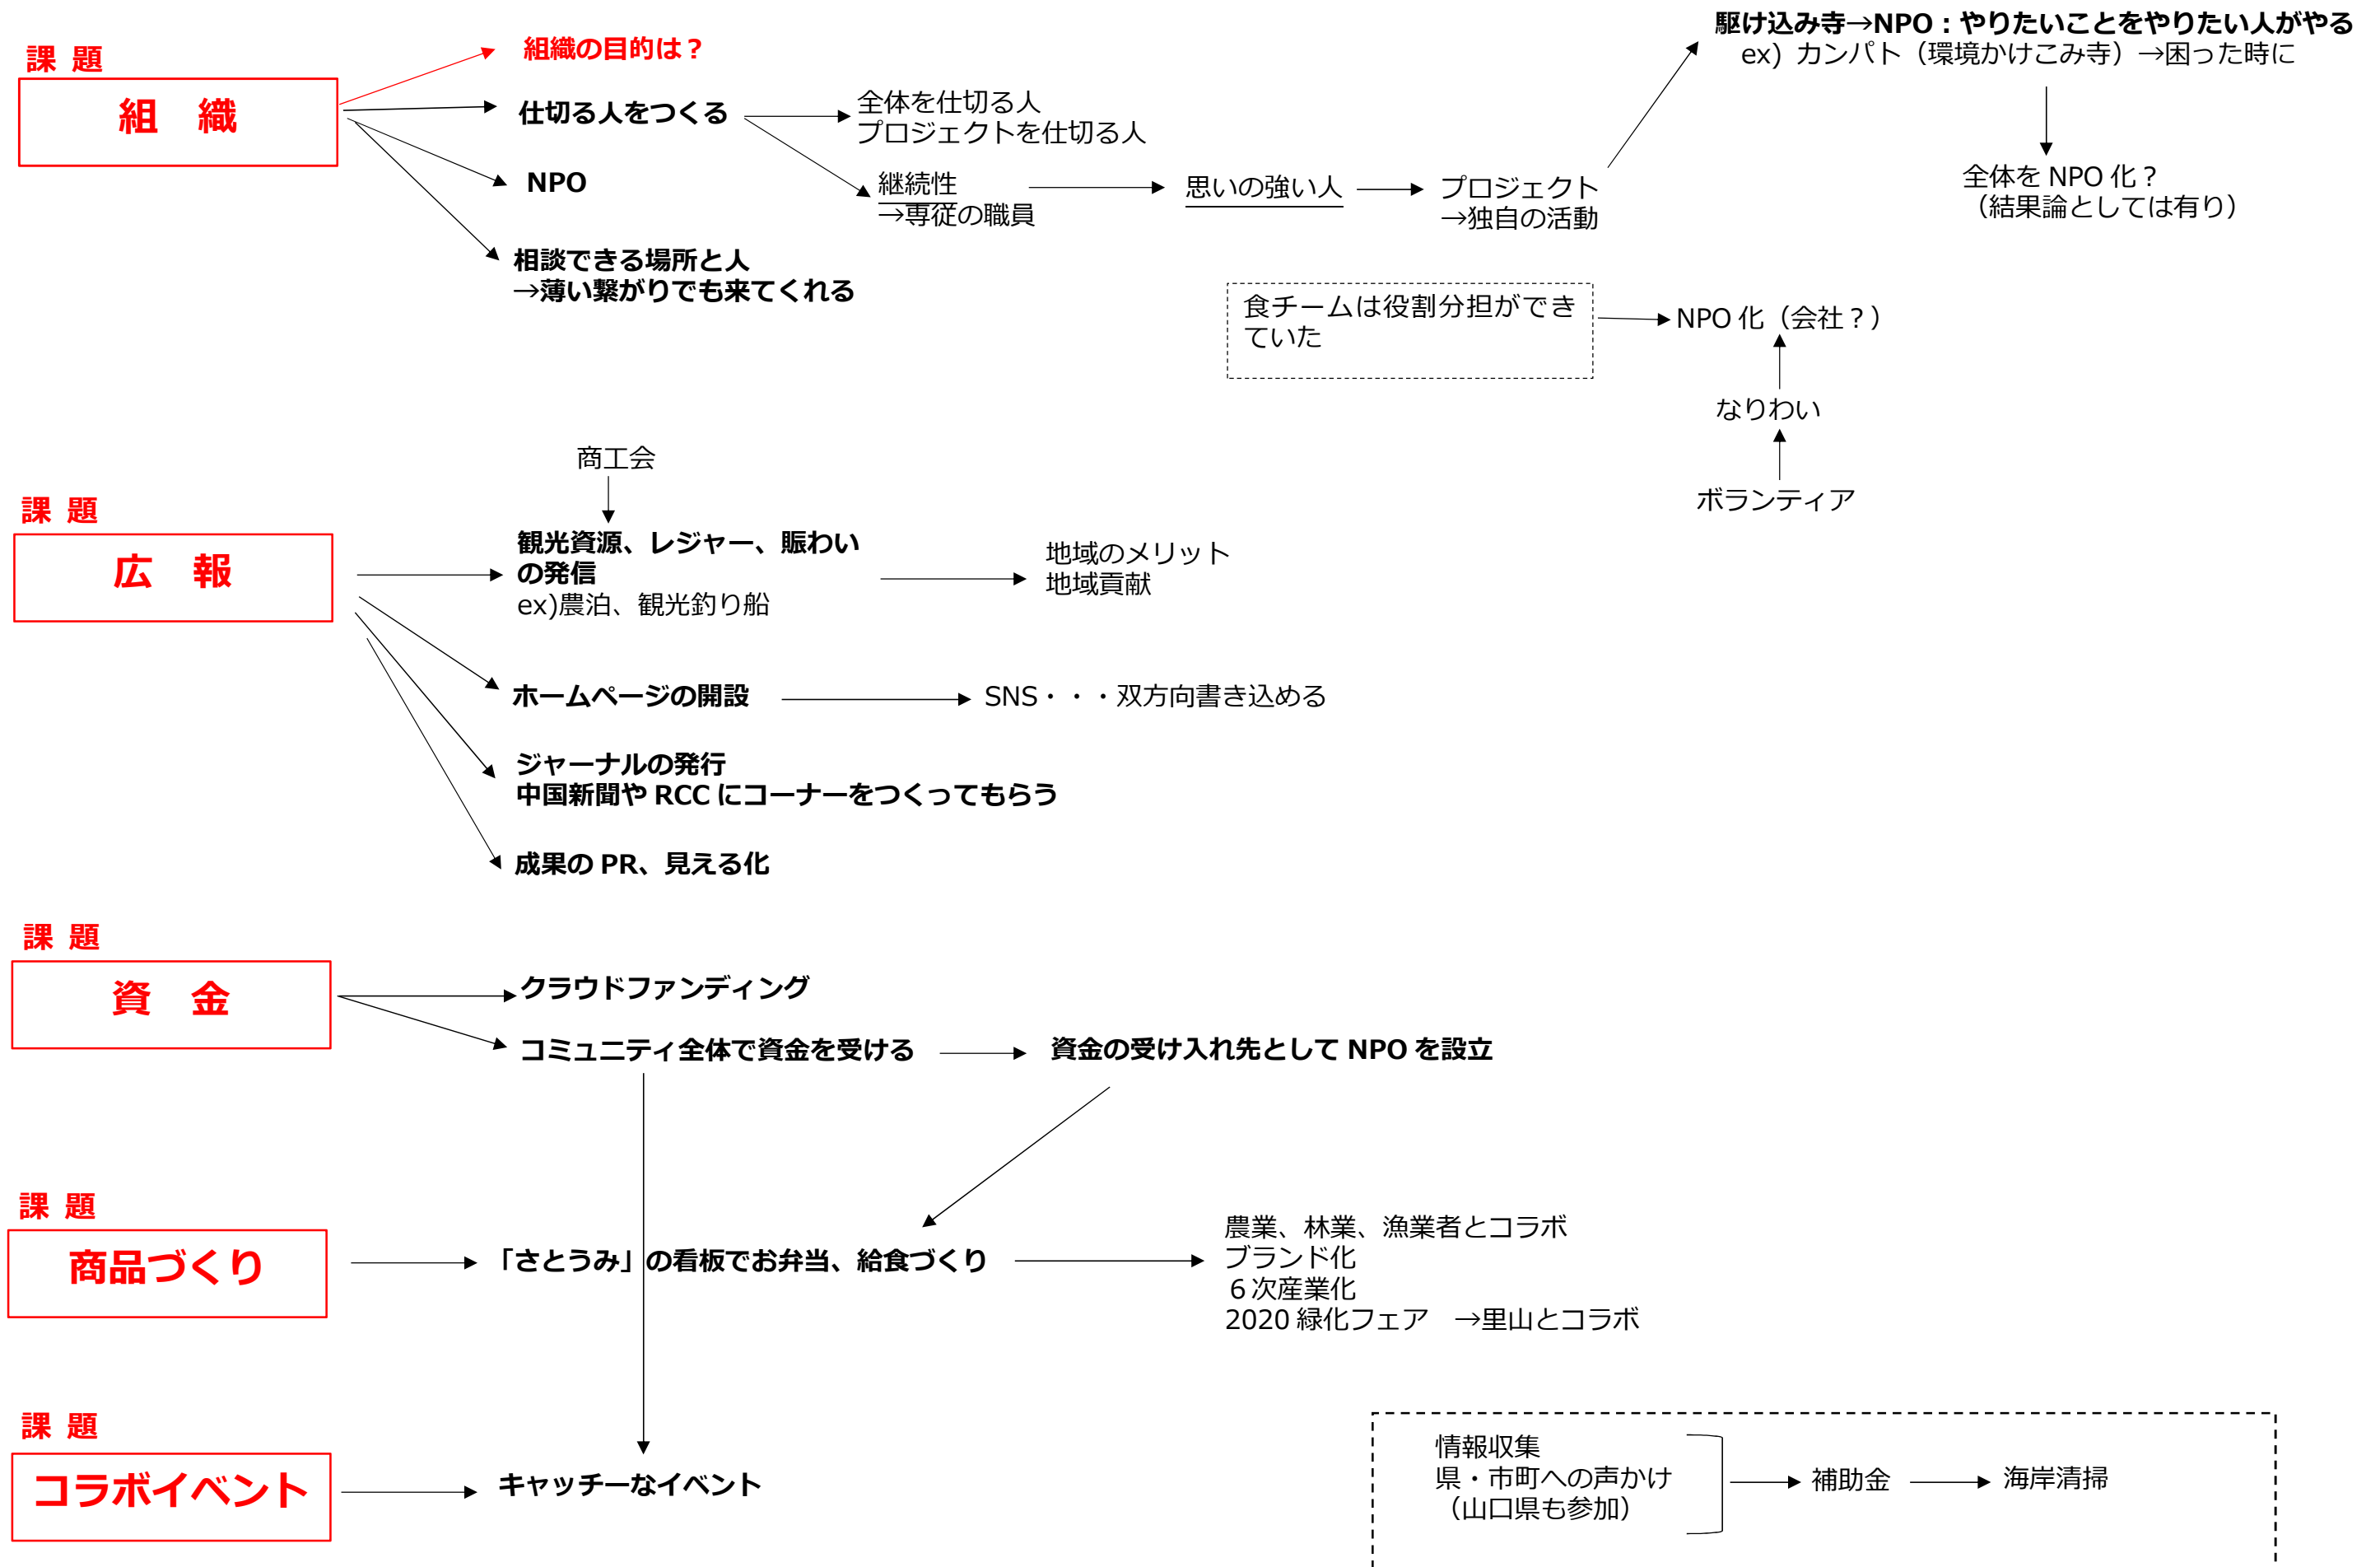 課 題
組　織
組織の目的は？
仕切る人をつくる
全体を仕切る人
プロジェクトを仕切る人
NPO
継続性
→専従の職員
思いの強い人
プロジェクト
→独自の活動
駆け込み寺→NPO：やりたいことをやりたい人がやる
ex) カンパト（環境かけこみ寺）→困った時に
全体を NPO 化？
（結果論としては有り）
相談できる場所と人
→薄い繋がりでも来てくれる
食チームは役割分担ができ
ていた
NPO 化（会社？）
なりわい
ボランティア
課 題
広　報
商工会
観光資源、レジャー、賑わい
の発信
ex)農泊、観光釣り船
地域のメリット
地域貢献
ホームページの開設
SNS・・・双方向書き込める
ジャーナルの発行
中国新聞や RCC にコーナーをつくってもらう
成果の PR、見える化
課 題
資　金
クラウドファンディング
コミュニティ全体で資金を受ける
資金の受け入れ先として NPO を設立
課 題
商品づくり
「さとうみ」の看板でお弁当、給食づくり
農業、林業、漁業者とコラボ
ブランド化
６次産業化
2020 緑化フェア　→里山とコラボ
課 題
コラボイベント
キャッチーなイベント
情報収集
県・市町への声かけ
（山口県も参加）
補助金
海岸清掃